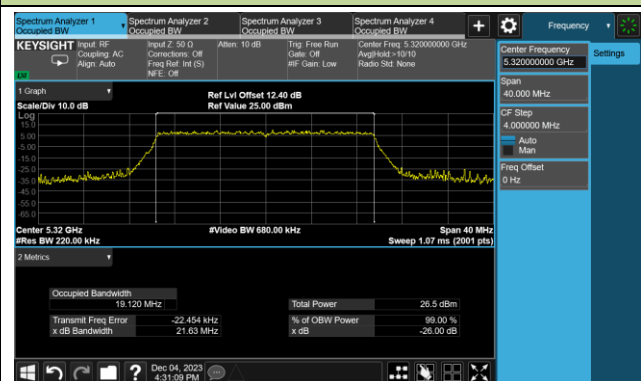 Spectrum Analyzer 1
Occupied BW
Spectrum Analyzer 2
Occupied BW
Spectrum Analyzer 3
Occupied BW
Spectrum Analyzer 4
Occupied BW
Frequency
KEYSIGHT
Input: RF
Coupling: AC
Align: Auto
Input Z: 50 Ω
Corrections: Off
Freq Ref: Int (S)
NFE: Off
Atten: 10 dB
Trig: Free Run
Gate: Off
#IF Gain: Low
Center Freq: 5.320000000 GHz
Avg|Hold:>10/10
Radio Std: None
Center Frequency
5.320000000 GHz
Settings
Span
40.000 MHz
CF Step
4.000000 MHz
Auto
Man
Freq Offset
0 Hz
1 Graph
Scale/Div 10.0 dB
Ref Lvl Offset 12.40 dB
Ref Value 25.00 dBm
Log
15.0
5.00
-5.00
-15.0
-25.0
-35.0
-45.0
-55.0
-65.0
Center 5.32 GHz
#Res BW 220.00 kHz
#Video BW 680.00 kHz
Span 40 MHz
Sweep 1.07 ms (2001 pts)
2 Metrics
Occupied Bandwidth
19.120 MHz
Total Power
26.5 dBm
Transmit Freq Error
-22.454 kHz
% of OBW Power
99.00 %
x dB Bandwidth
21.63 MHz
x dB
-26.00 dB
?
Dec 04, 2023
4:31:09 PM